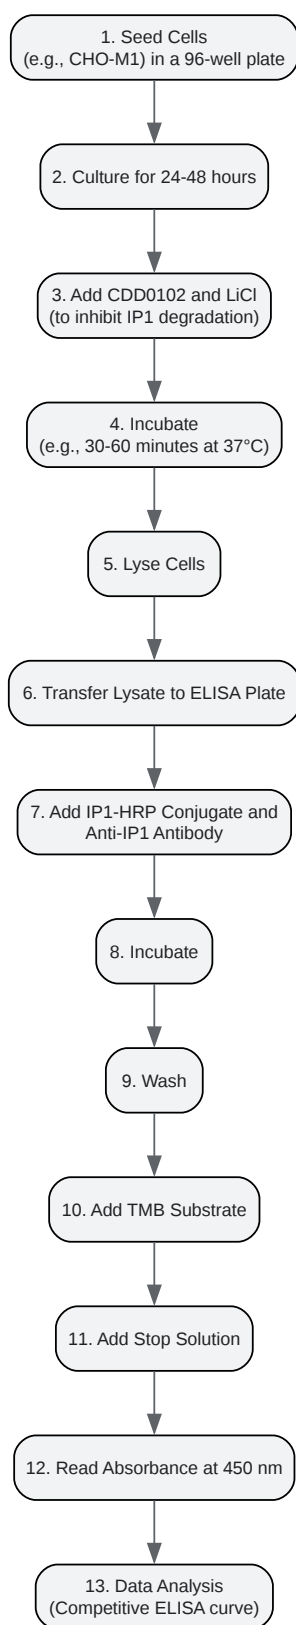 1. Seed Cells
(e.g., CHO-M1) in a 96-well plate
2. Culture for 24-48 hours
3. Add CDD0102 and LiCl
(to inhibit IP1 degradation)
4. Incubate
(e.g., 30-60 minutes at 37°C)
5. Lyse Cells
6. Transfer Lysate to ELISA Plate
7. Add IP1-HRP Conjugate and
Anti-IP1 Antibody
8. Incubate
9. Wash
10. Add TMB Substrate
11. Add Stop Solution
12. Read Absorbance at 450 nm
13. Data Analysis
(Competitive ELISA curve)